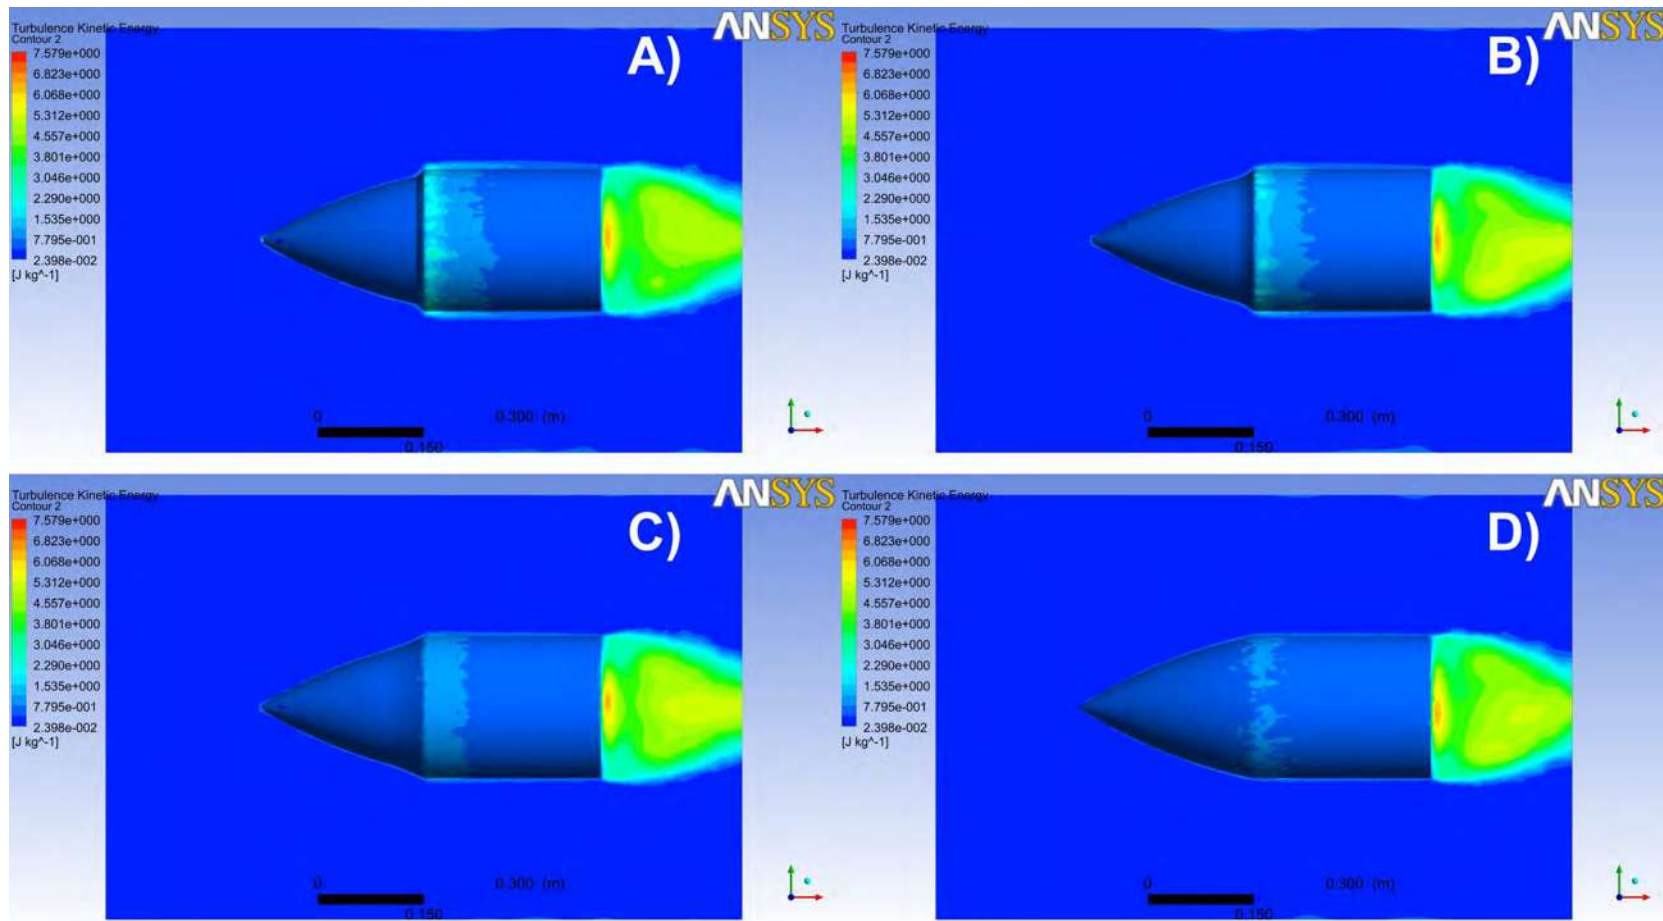 Turbulence Kinetic Energy
Contour 2
7.579e+000
6.823e+000
6.068e+000
5.312e+000
4.557e+000
3.801e+000
3.046e+000
2.290e+000
1.535e+000
7.795e-001
2.398e-002
[J kg^-1]
ANSYS
A)
0 0.300 (m)
0.150
Turbulence Kinetic Energy
Contour 2
7.579e+000
6.823e+000
6.068e+000
5.312e+000
4.557e+000
3.801e+000
3.046e+000
2.290e+000
1.535e+000
7.795e-001
2.398e-002
[J kg^-1]
ANSYS
B)
0 0.300 (m)
0.150
Turbulence Kinetic Energy
Contour 2
7.579e+000
6.823e+000
6.068e+000
5.312e+000
4.557e+000
3.801e+000
3.046e+000
2.290e+000
1.535e+000
7.795e-001
2.398e-002
[J kg^-1]
ANSYS
C)
0 0.300 (m)
0.150
Turbulence Kinetic Energy
Contour 2
7.579e+000
6.823e+000
6.068e+000
5.312e+000
4.557e+000
3.801e+000
3.046e+000
2.290e+000
1.535e+000
7.795e-001
2.398e-002
[J kg^-1]
ANSYS
D)
0 0.300 (m)
0.150